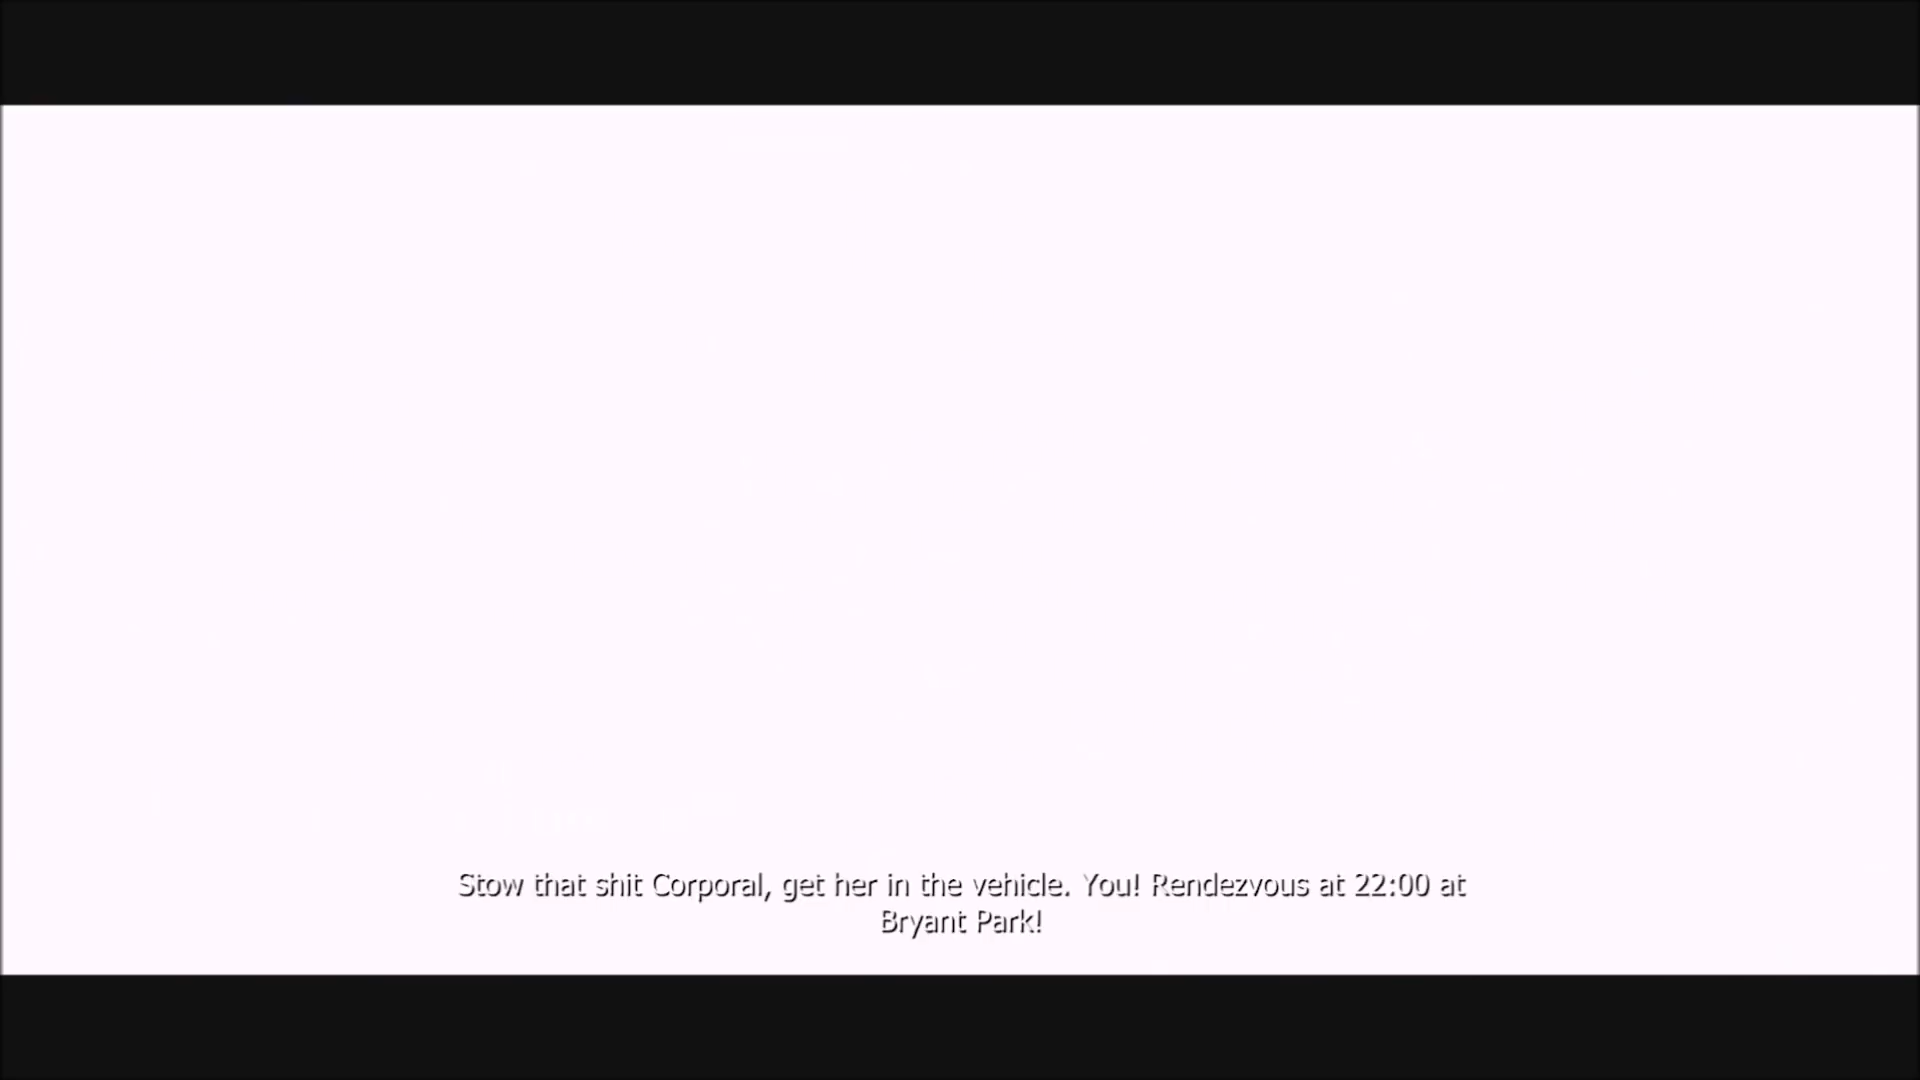 Stow that shit Corporal, get her in the vehicle. You! Rendezvous at 22:00 at
Bryant Park!